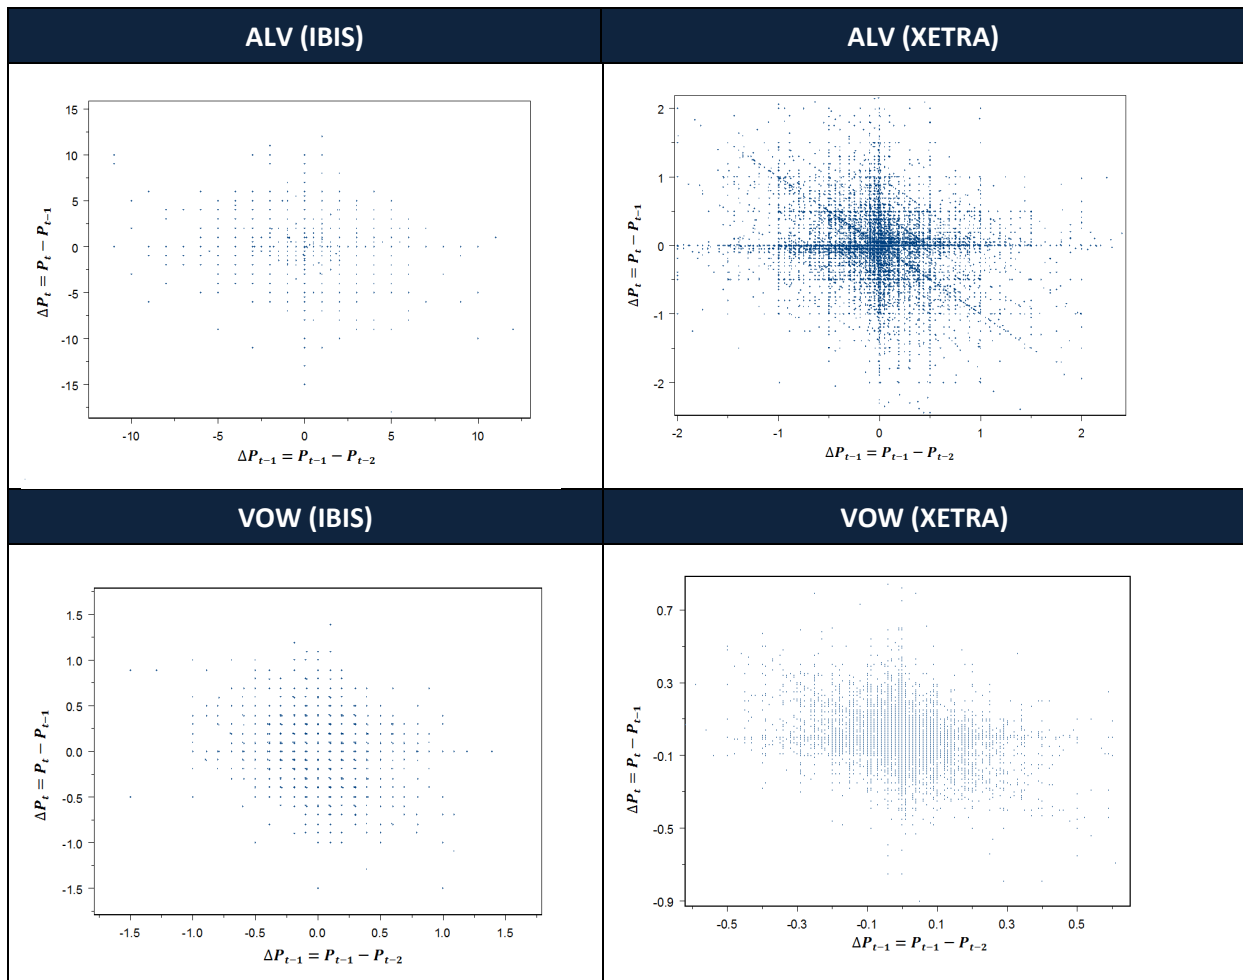 ALV (IBIS)
ALV (XETRA)
15
10
5
0
-5
-10
-15
ΔP_t = P_t − P_{t−1}
-10 -5 0 5 10
ΔP_{t−1} = P_{t−1} − P_{t−2}
2
1
0
-1
-2
ΔP_t = P_t − P_{t−1}
-2 -1 0 1 2
ΔP_{t−1} = P_{t−1} − P_{t−2}
VOW (IBIS)
VOW (XETRA)
1.5
1.0
0.5
0.0
-0.5
-1.0
-1.5
ΔP_t = P_t − P_{t−1}
-1.5 -1.0 -0.5 0.0 0.5 1.0 1.5
ΔP_{t−1} = P_{t−1} − P_{t−2}
0.7
0.3
-0.1
-0.5
-0.9
ΔP_t = P_t − P_{t−1}
-0.5 -0.3 -0.1 0.1 0.3 0.5
ΔP_{t−1} = P_{t−1} − P_{t−2}